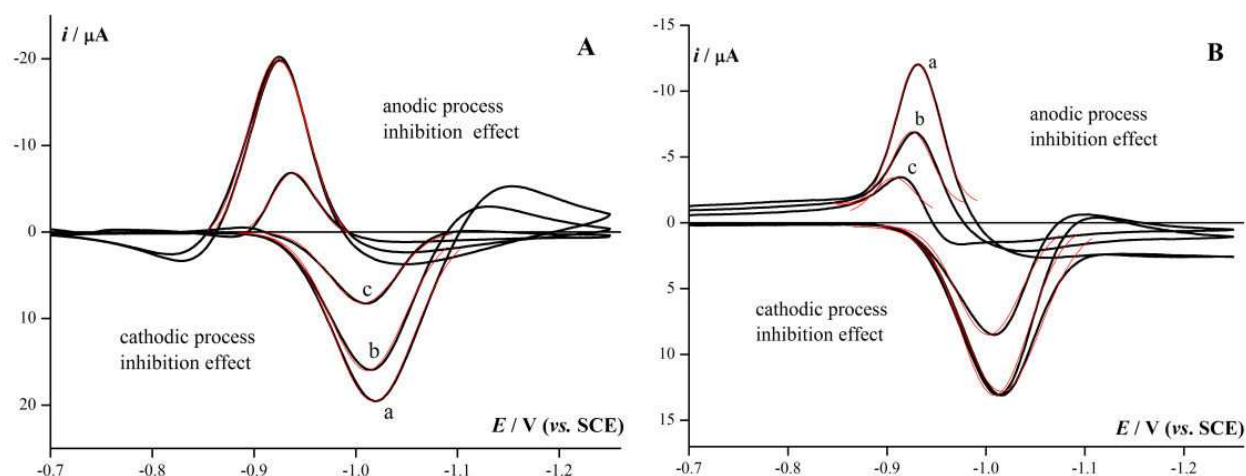 i / μA
A
-20
anodic process
inhibition effect
-10
0
c
10
cathodic process
inhibition effect
b
20
a
E / V (vs. SCE)
-0.7 -0.8 -0.9 -1.0 -1.1 -1.2
-15
i / μA
B
a
-10
anodic process
inhibition effect
b
-5
c
0
cathodic process
inhibition effect
5
10
15
E / V (vs. SCE)
-0.7 -0.8 -0.9 -1.0 -1.1 -1.2